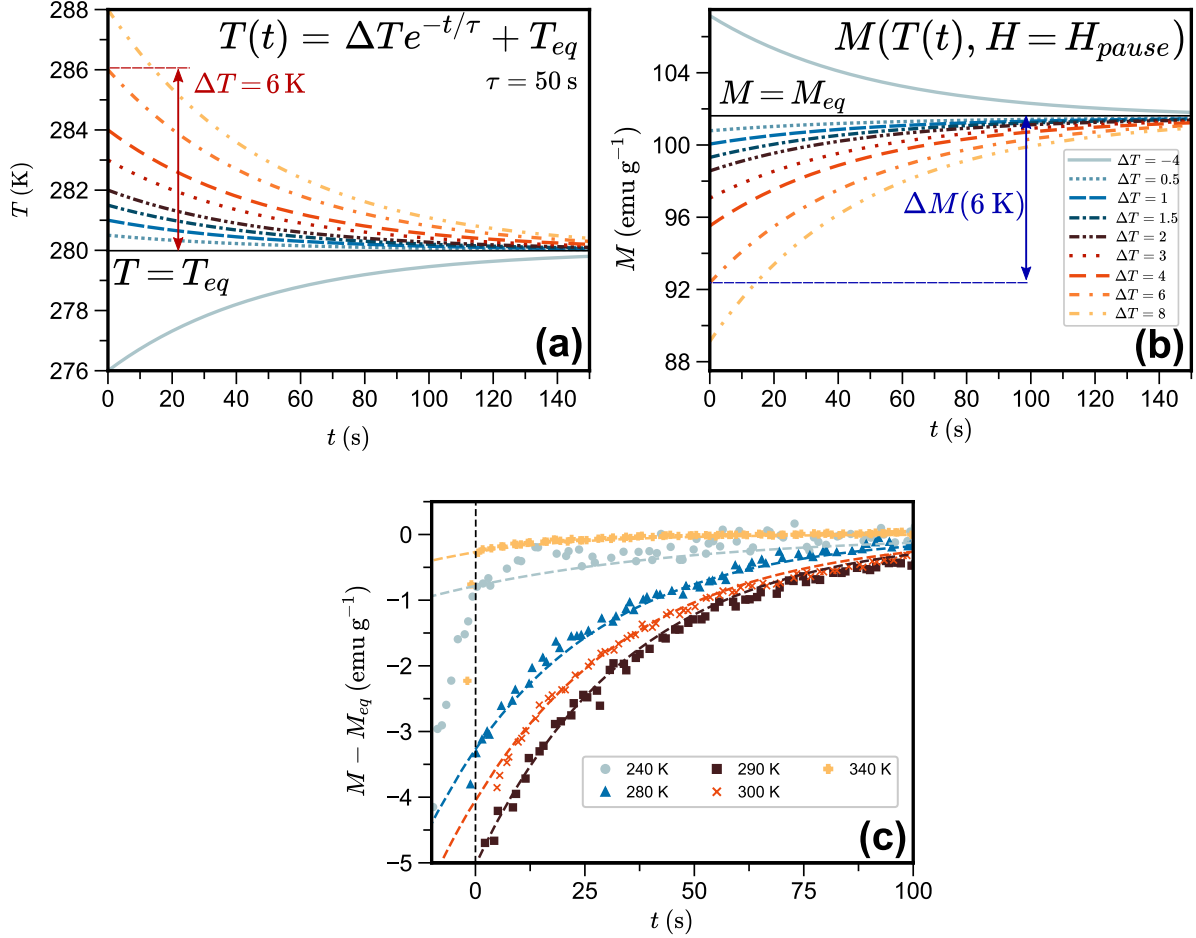 T(t) = ΔTe^{−t/τ} + T_{eq}
τ = 50 s
ΔT = 6 K
T = T_{eq}
(a)
288
286
284
282
280
278
276
T (K)
0 20 40 60 80 100 120 140
t (s)
M(T(t), H = H_{pause})
M = M_{eq}
ΔM(6 K)
ΔT = −4
ΔT = 0.5
ΔT = 1
ΔT = 1.5
ΔT = 2
ΔT = 3
ΔT = 4
ΔT = 6
ΔT = 8
(b)
104
100
96
92
88
M (emu g^{−1})
0 20 40 60 80 100 120 140
t (s)
0
−1
−2
−3
−4
−5
M − M_{eq} (emu g^{−1})
240 K 290 K 340 K
280 K 300 K
(c)
0 25 50 75 100
t (s)